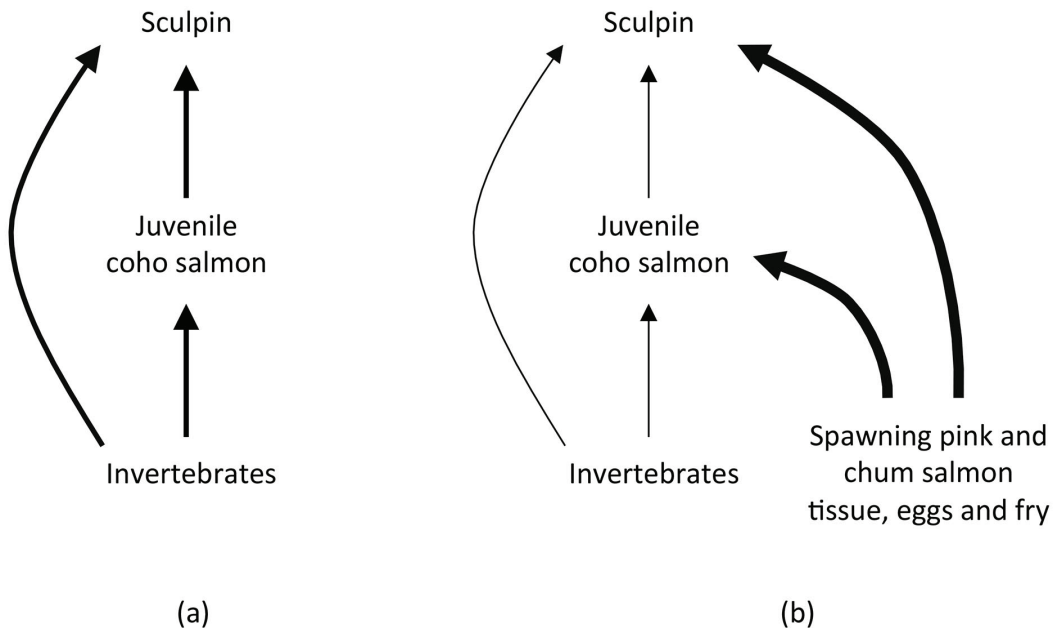 Sculpin
Juvenile
coho salmon
Invertebrates
(a)
Sculpin
Juvenile
coho salmon
Invertebrates
Spawning pink and
chum salmon
tissue, eggs and fry
(b)